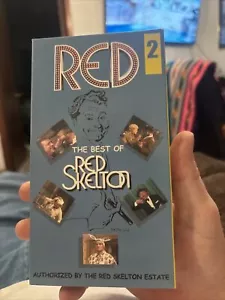 RED
2
THE BEST OF
RED
SKELTON
AUTHORIZED BY THE RED SKELTON ESTATE